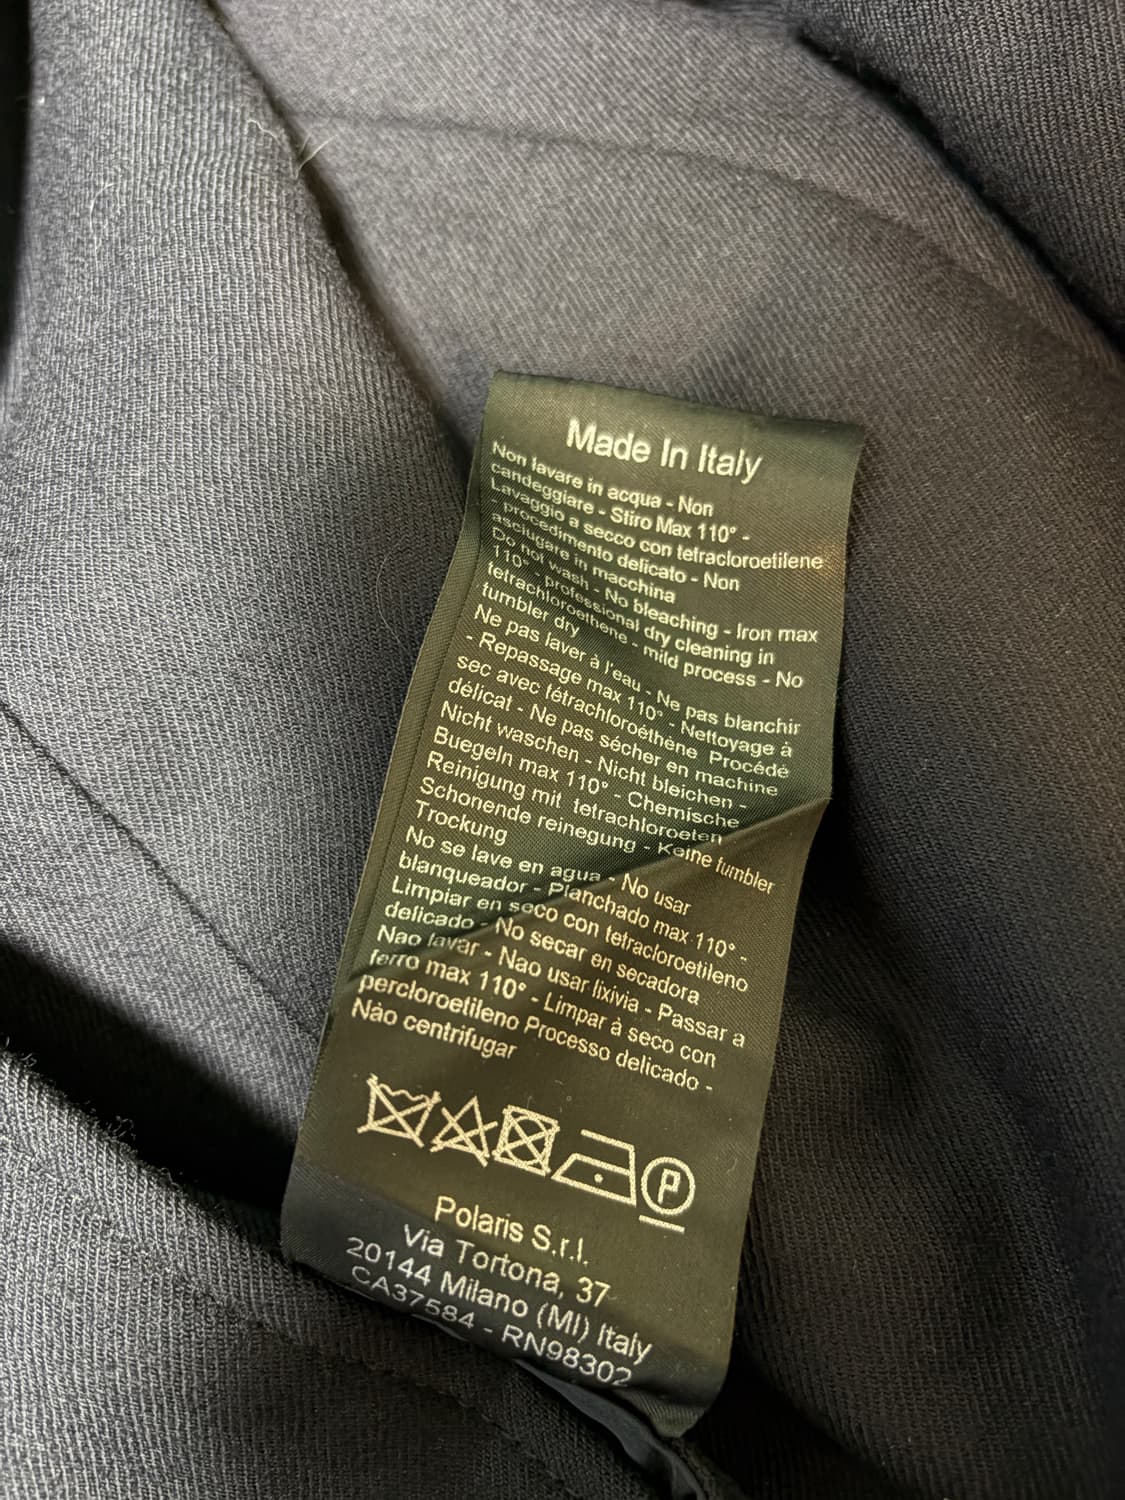 Made In Italy
Non lavare in acqua - Non
candeggiare - Stiro Max 110° -
Lavaggio a secco con tetracloroetilene
- procedimento delicato - Non
asciugare in macchina
Do not wash - No bleaching - Iron max
110° - professional dry cleaning in
tetrachloroethene - mild process - No
tumbler dry
Ne pas laver à l'eau - Ne pas blanchir
- Repassage max 110° - Nettoyage à
sec avec tétrachloroéthène Procédé
délicat - Ne pas sécher en machine
Nicht waschen - Nicht bleichen -
Buegeln max 110° - Chemische
Reinigung mit tetrachloroeten
Schonende reinegung - Keine tumbler
Trockung
No se lave en agua - No usar
blanqueador - Planchado max 110° -
Limpiar en seco con tetracloroetileno
delicado - No secar en secadora
Nao lavar - Nao usar lixivia - Passar a
ferro max 110° - Limpar à seco con
percloroetileno Processo delicado -
Nào centrifugar
P
Polaris S.r.l.
Via Tortona, 37
20144 Milano (MI) Italy
CA37584 - RN98302